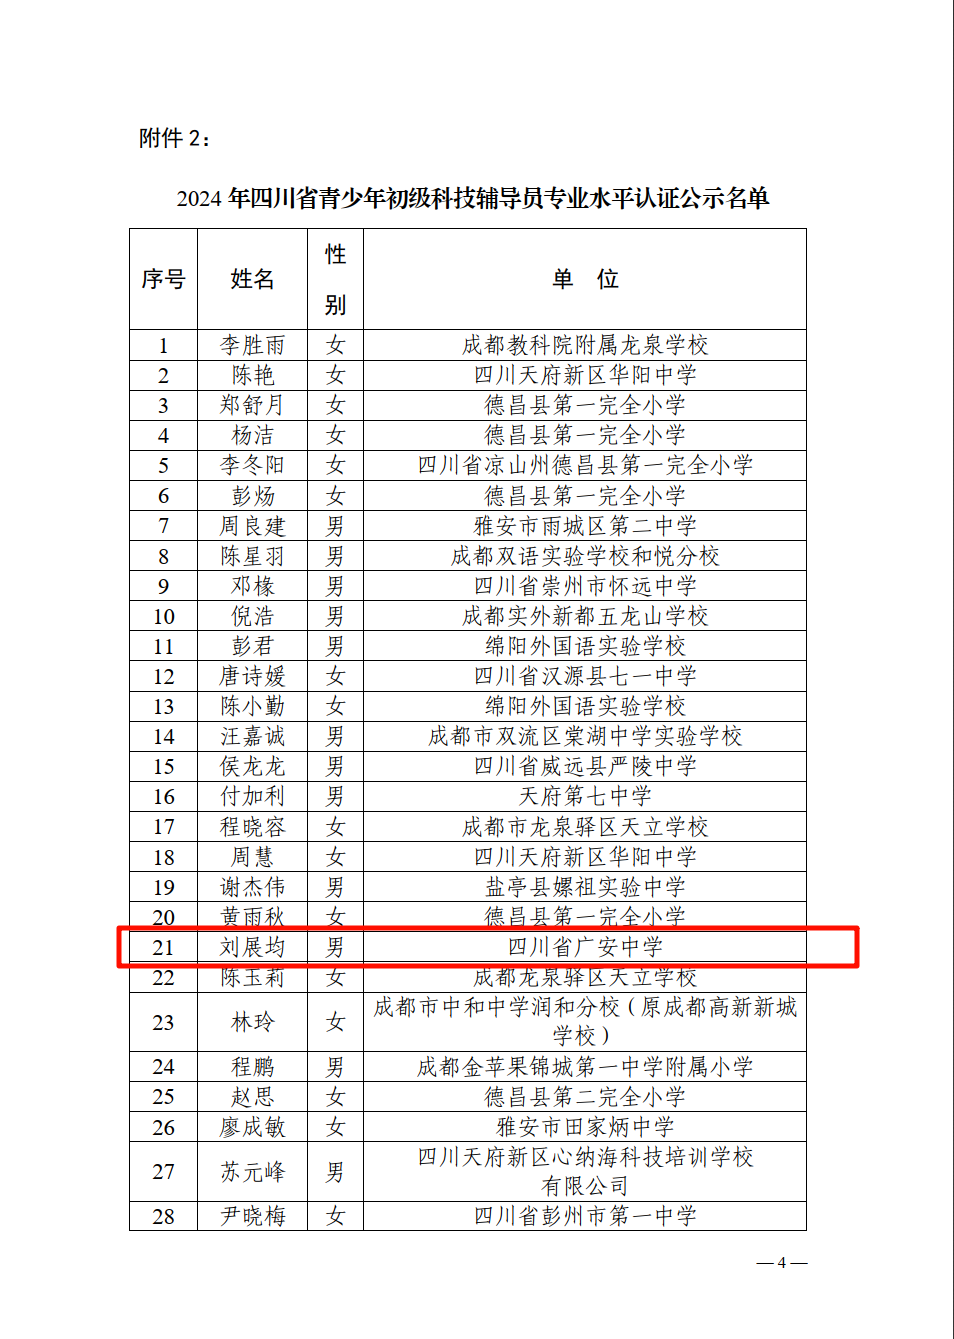 附件 2：
2024 年四川省青少年初级科技辅导员专业水平认证公示名单
序号 姓名 性别 单 位
1 李胜雨 女 成都教科院附属龙泉学校
2 陈艳 女 四川天府新区华阳中学
3 郑舒月 女 德昌县第一完全小学
4 杨洁 女 德昌县第一完全小学
5 李冬阳 女 四川省凉山州德昌县第一完全小学
6 彭炀 女 德昌县第一完全小学
7 周良建 男 雅安市雨城区第二中学
8 陈星羽 男 成都双语实验学校和悦分校
9 邓椽 男 四川省崇州市怀远中学
10 倪浩 男 成都实外新都五龙山学校
11 彭君 男 绵阳外国语实验学校
12 唐诗媛 女 四川省汉源县七一中学
13 陈小勤 女 绵阳外国语实验学校
14 汪嘉诚 男 成都市双流区棠湖中学实验学校
15 侯龙龙 男 四川省威远县严陵中学
16 付加利 男 天府第七中学
17 程晓容 女 成都市龙泉驿区天立学校
18 周慧 女 四川天府新区华阳中学
19 谢杰伟 男 盐亭县嫘祖实验中学
20 黄雨秋 女 德昌县第一完全小学
21 刘展均 男 四川省广安中学
22 陈玉莉 女 成都龙泉驿区天立学校
23 林玲 女 成都市中和中学润和分校（原成都高新新城
学校）
24 程鹏 男 成都金苹果锦城第一中学附属小学
25 赵思 女 德昌县第二完全小学
26 廖成敏 女 雅安市田家炳中学
27 苏元峰 男 四川天府新区心纳海科技培训学校
有限公司
28 尹晓梅 女 四川省彭州市第一中学
— 4 —